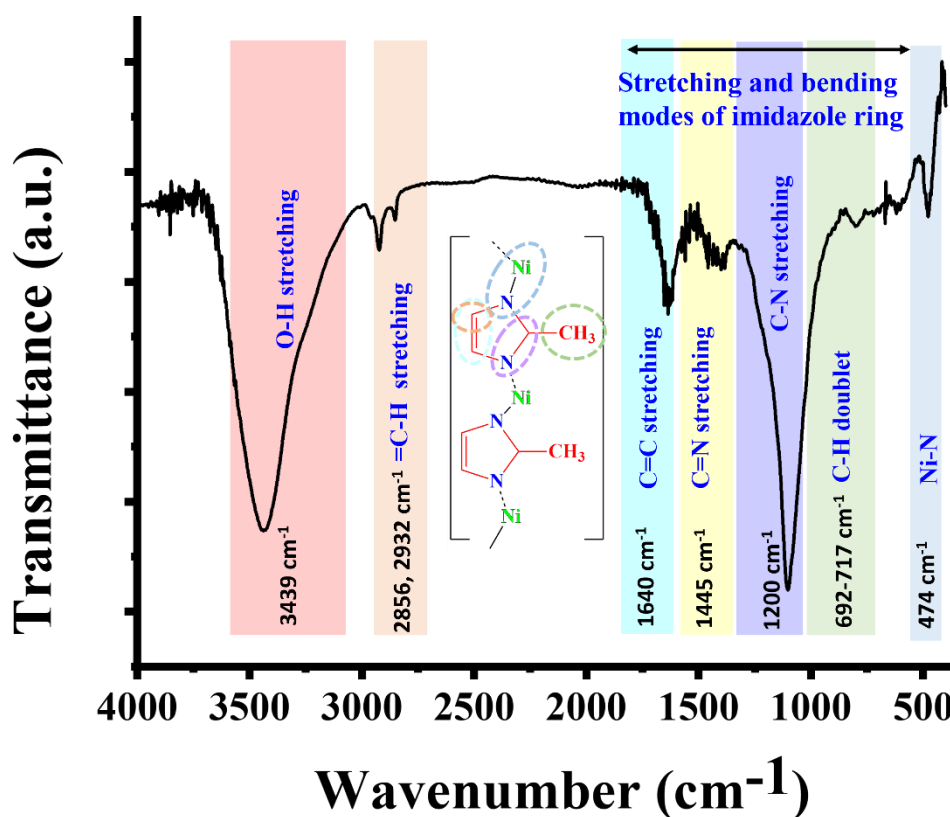 Transmittance (a.u.)
Stretching and bending
modes of imidazole ring
O-H stretching
3439 cm⁻¹
2856, 2932 cm⁻¹ =C-H stretching
Ni
N
CH₃
N
Ni
N
CH₃
N
Ni
C=C stretching
1640 cm⁻¹
C=N stretching
1445 cm⁻¹
C-N stretching
1200 cm⁻¹
C-H doublet
692-717 cm⁻¹
Ni-N
474 cm⁻¹
4000 3500 3000 2500 2000 1500 1000 500
Wavenumber (cm⁻¹)